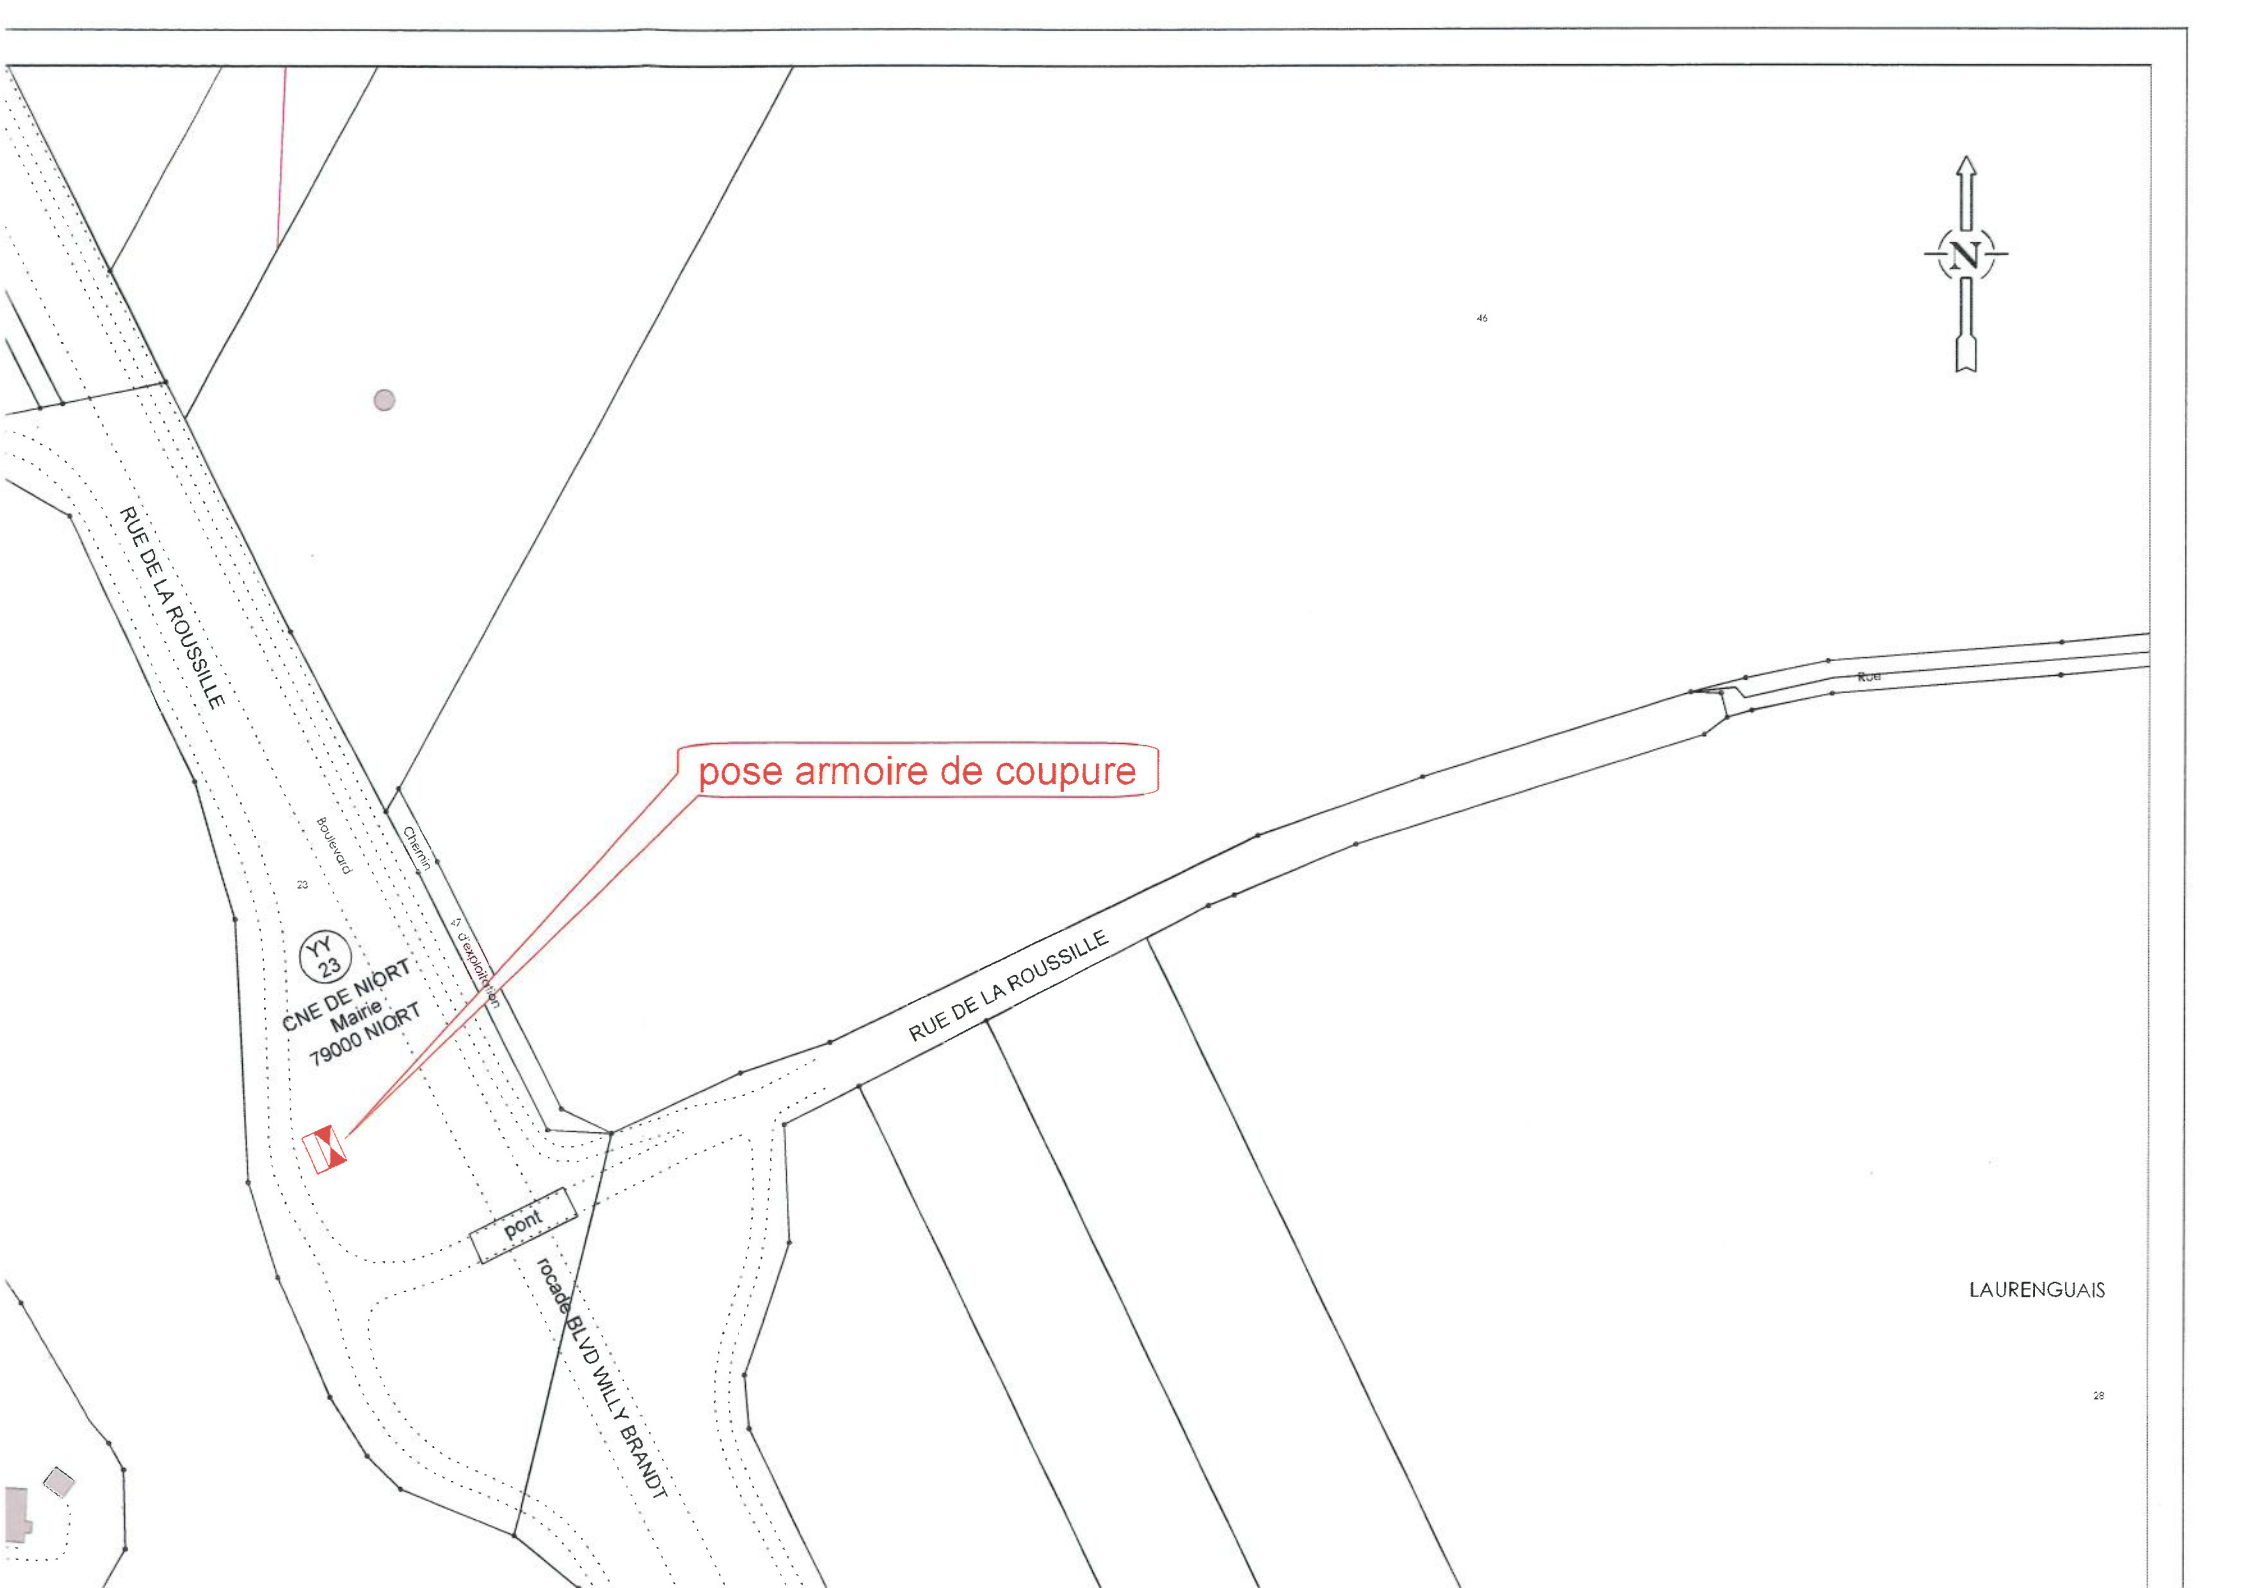 N
46
RUE DE LA ROUSSILLE
Rue
pose armoire de coupure
Boulevard
Chemin
23
47
d'exploitation
YY
23
CNE DE NIORT
Mairie
79000 NIORT
RUE DE LA ROUSSILLE
pont
rocade BLVD WILLY BRANDT
LAURENGUAIS
28